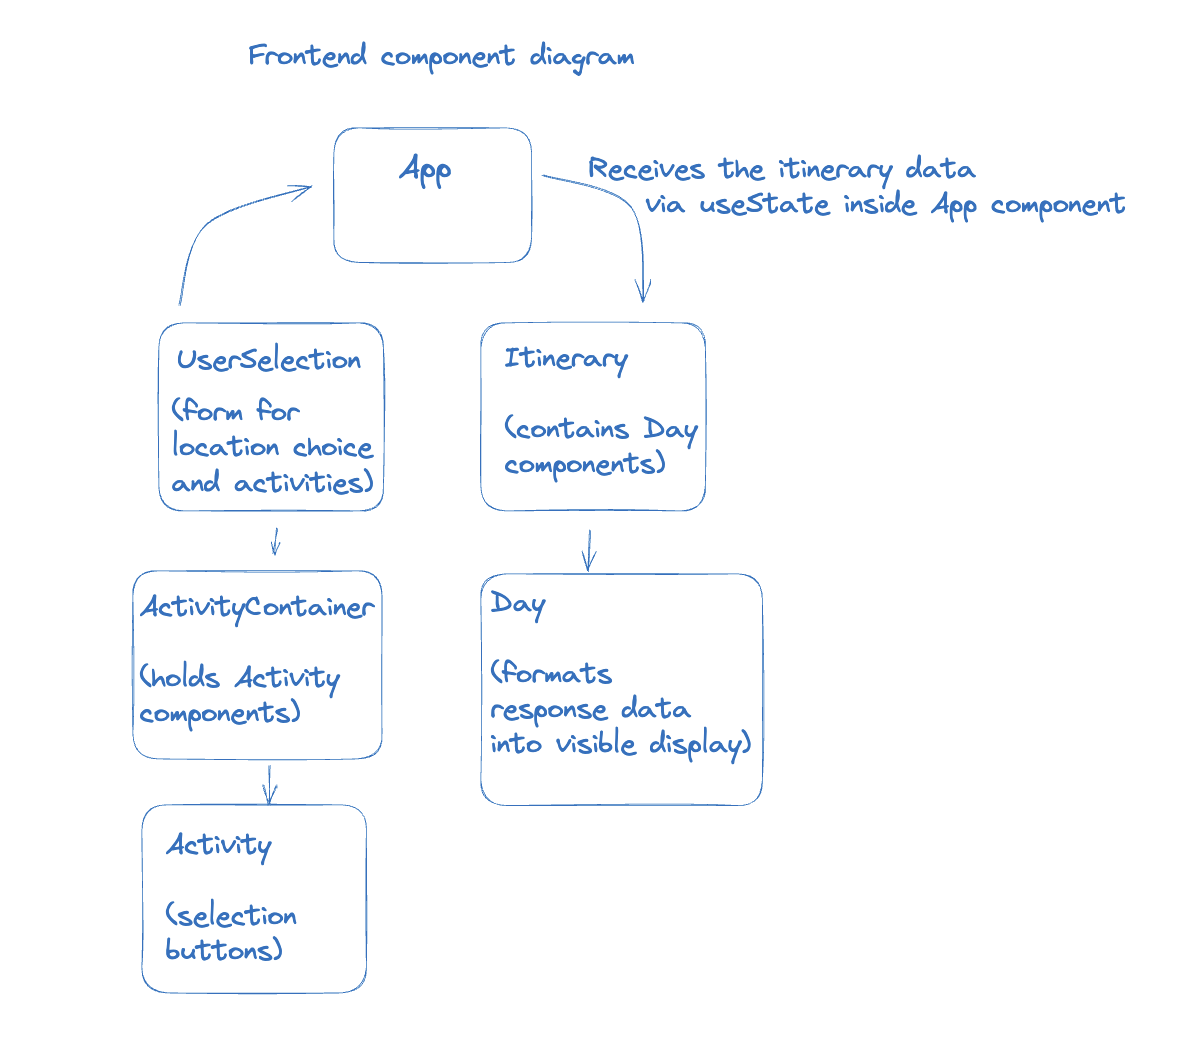 Frontend component diagram
App
Receives the itinerary data
via useState inside App component
UserSelection
(form for
location choice
and activities)
Itinerary
(contains Day
components)
ActivityContainer
(holds Activity
components)
Day
(formats
response data
into visible display)
Activity
(selection
buttons)